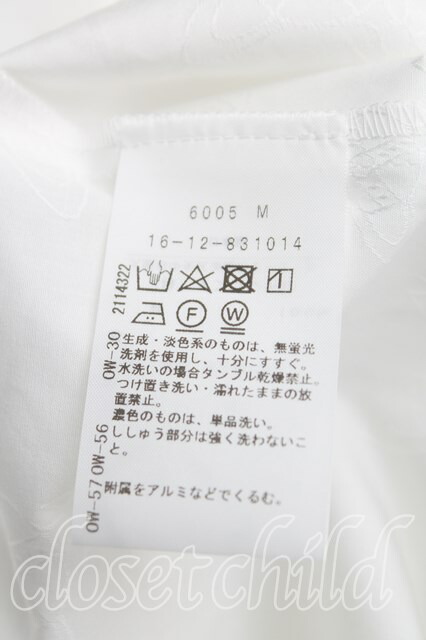 6005 M
16-12-831014
2114322
F
W
OW-30
生成・淡色系のものは、無蛍光
洗剤を使用し、十分にすすぐ。
水洗いの場合タンブル乾燥禁止。
つけ置き洗い・濡れたままの放
置禁止。
濃色のものは、単品洗い。
OW-57OW-56
ししゅう部分は強く洗わないこ
と。
附属をアルミなどでくるむ。
closet child